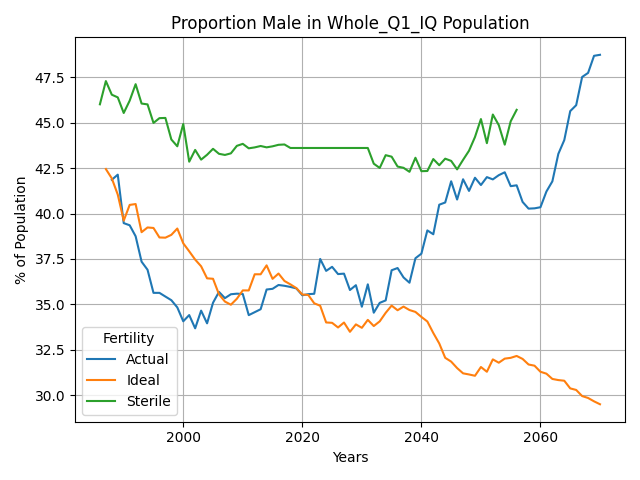 Proportion Male in Whole_Q1_IQ Population
% of Population
47.5
45.0
42.5
40.0
37.5
35.0
32.5
30.0
Fertility
Actual
Ideal
Sterile
2000
2020
2040
2060
Years